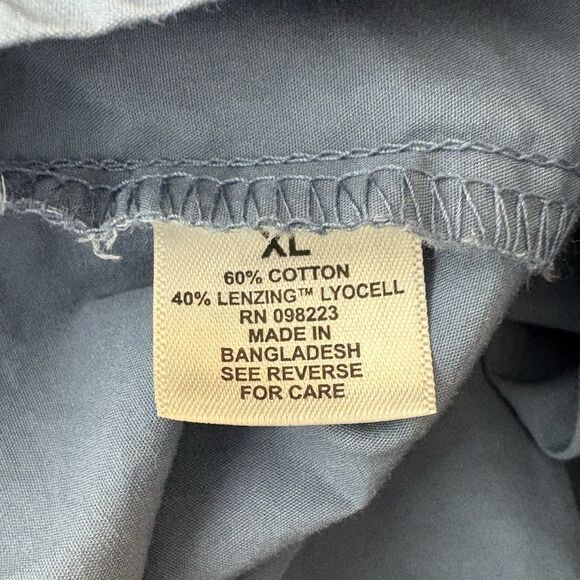 XL
60% COTTON
40% LENZING™ LYOCELL
RN 098223
MADE IN
BANGLADESH
SEE REVERSE
FOR CARE